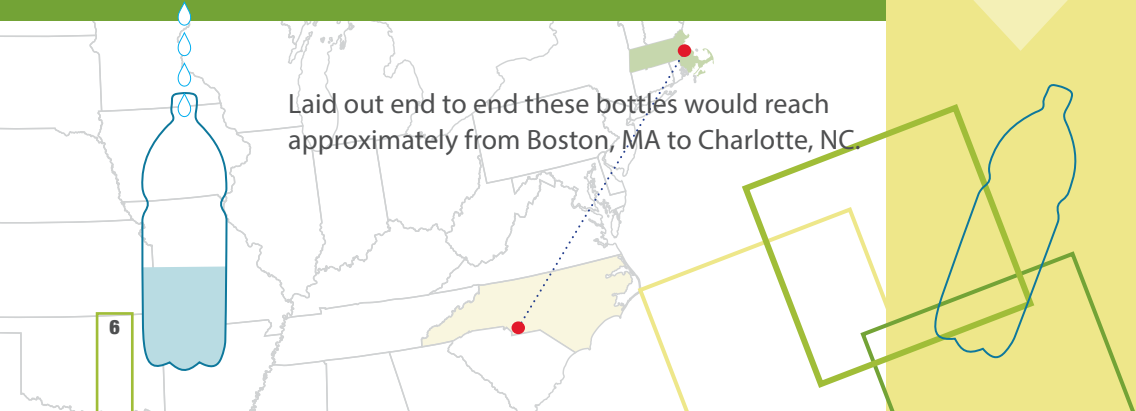 Laid out end to end these bottles would reach
approximately from Boston, MA to Charlotte, NC.
6